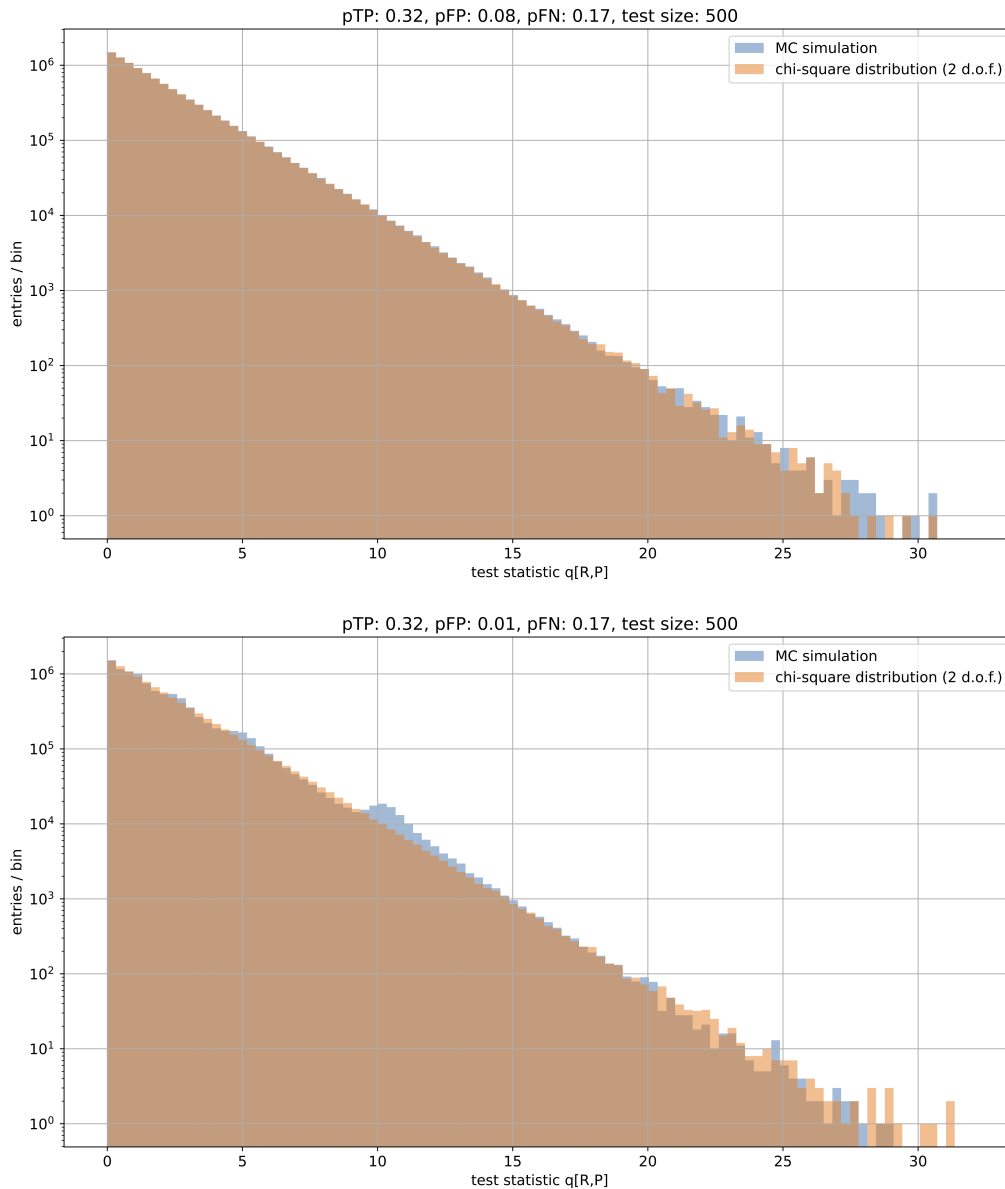 pTP: 0.32, pFP: 0.08, pFN: 0.17, test size: 500
MC simulation
chi-square distribution (2 d.o.f.)
entries / bin
10^6
10^5
10^4
10^3
10^2
10^1
10^0
0 5 10 15 20 25 30
test statistic q[R,P]
pTP: 0.32, pFP: 0.01, pFN: 0.17, test size: 500
MC simulation
chi-square distribution (2 d.o.f.)
entries / bin
10^6
10^5
10^4
10^3
10^2
10^1
10^0
0 5 10 15 20 25 30
test statistic q[R,P]